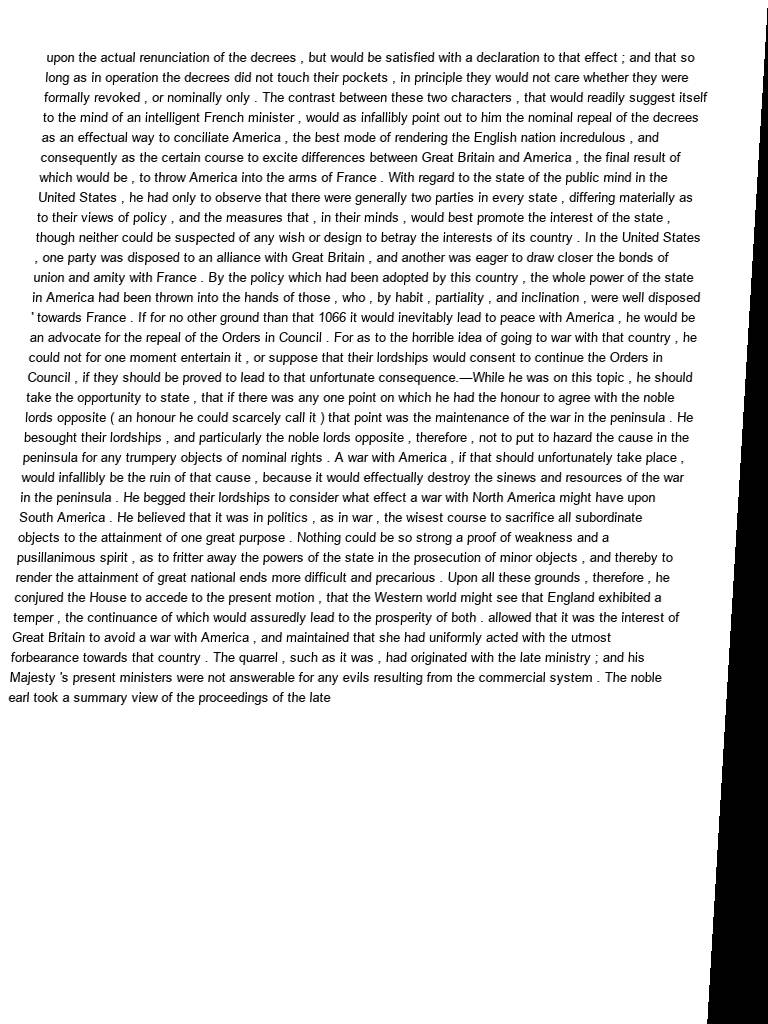 upon the actual renunciation of the decrees , but would be satisfied with a declaration to that effect ; and that so
long as in operation the decrees did not touch their pockets , in principle they would not care whether they were
formally revoked , or nominally only . The contrast between these two characters , that would readily suggest itself
to the mind of an intelligent French minister , would as infallibly point out to him the nominal repeal of the decrees
as an effectual way to conciliate America , the best mode of rendering the English nation incredulous , and
consequently as the certain course to excite differences between Great Britain and America , the final result of
which would be , to throw America into the arms of France . With regard to the state of the public mind in the
United States , he had only to observe that there were generally two parties in every state , differing materially as
to their views of policy , and the measures that , in their minds , would best promote the interest of the state ,
though neither could be suspected of any wish or design to betray the interests of its country . In the United States
, one party was disposed to an alliance with Great Britain , and another was eager to draw closer the bonds of
union and amity with France . By the policy which had been adopted by this country , the whole power of the state
in America had been thrown into the hands of those , who , by habit , partiality , and inclination , were well disposed
' towards France . If for no other ground than that 1066 it would inevitably lead to peace with America , he would be
an advocate for the repeal of the Orders in Council . For as to the horrible idea of going to war with that country , he
could not for one moment entertain it , or suppose that their lordships would consent to continue the Orders in
Council , if they should be proved to lead to that unfortunate consequence.—While he was on this topic , he should
take the opportunity to state , that if there was any one point on which he had the honour to agree with the noble
lords opposite ( an honour he could scarcely call it ) that point was the maintenance of the war in the peninsula . He
besought their lordships , and particularly the noble lords opposite , therefore , not to put to hazard the cause in the
peninsula for any trumpery objects of nominal rights . A war with America , if that should unfortunately take place ,
would infallibly be the ruin of that cause , because it would effectually destroy the sinews and resources of the war
in the peninsula . He begged their lordships to consider what effect a war with North America might have upon
South America . He believed that it was in politics , as in war , the wisest course to sacrifice all subordinate
objects to the attainment of one great purpose . Nothing could be so strong a proof of weakness and a
pusillanimous spirit , as to fritter away the powers of the state in the prosecution of minor objects , and thereby to
render the attainment of great national ends more difficult and precarious . Upon all these grounds , therefore , he
conjured the House to accede to the present motion , that the Western world might see that England exhibited a
temper , the continuance of which would assuredly lead to the prosperity of both . allowed that it was the interest of
Great Britain to avoid a war with America , and maintained that she had uniformly acted with the utmost
forbearance towards that country . The quarrel , such as it was , had originated with the late ministry ; and his
Majesty 's present ministers were not answerable for any evils resulting from the commercial system . The noble
earl took a summary view of the proceedings of the late